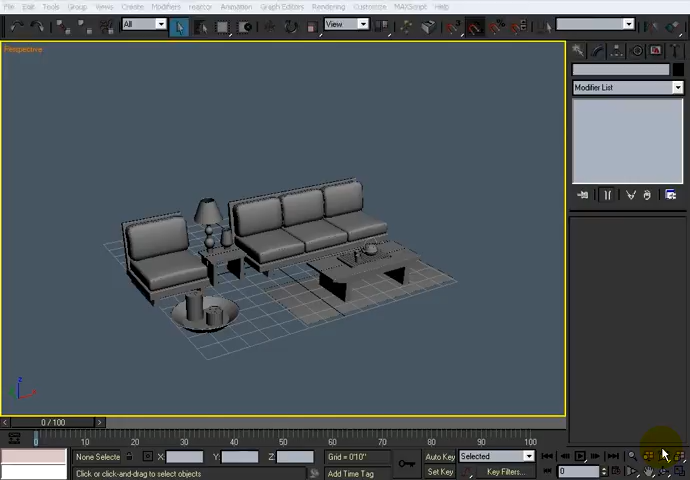 File Edit Tools Group Views Create Modifiers reactor Animation Graph Editors Rendering Customize MAXScript Help
All
View
Perspective
Modifier List
0 / 100
0 10 20 30 40 50 60 70 80 90 100
None Selecte
X:
Y:
Z:
Grid = 0'10"
Auto Key
Selected
Click or click-and-drag to select objects
Add Time Tag
Set Key
Key Filters...
0